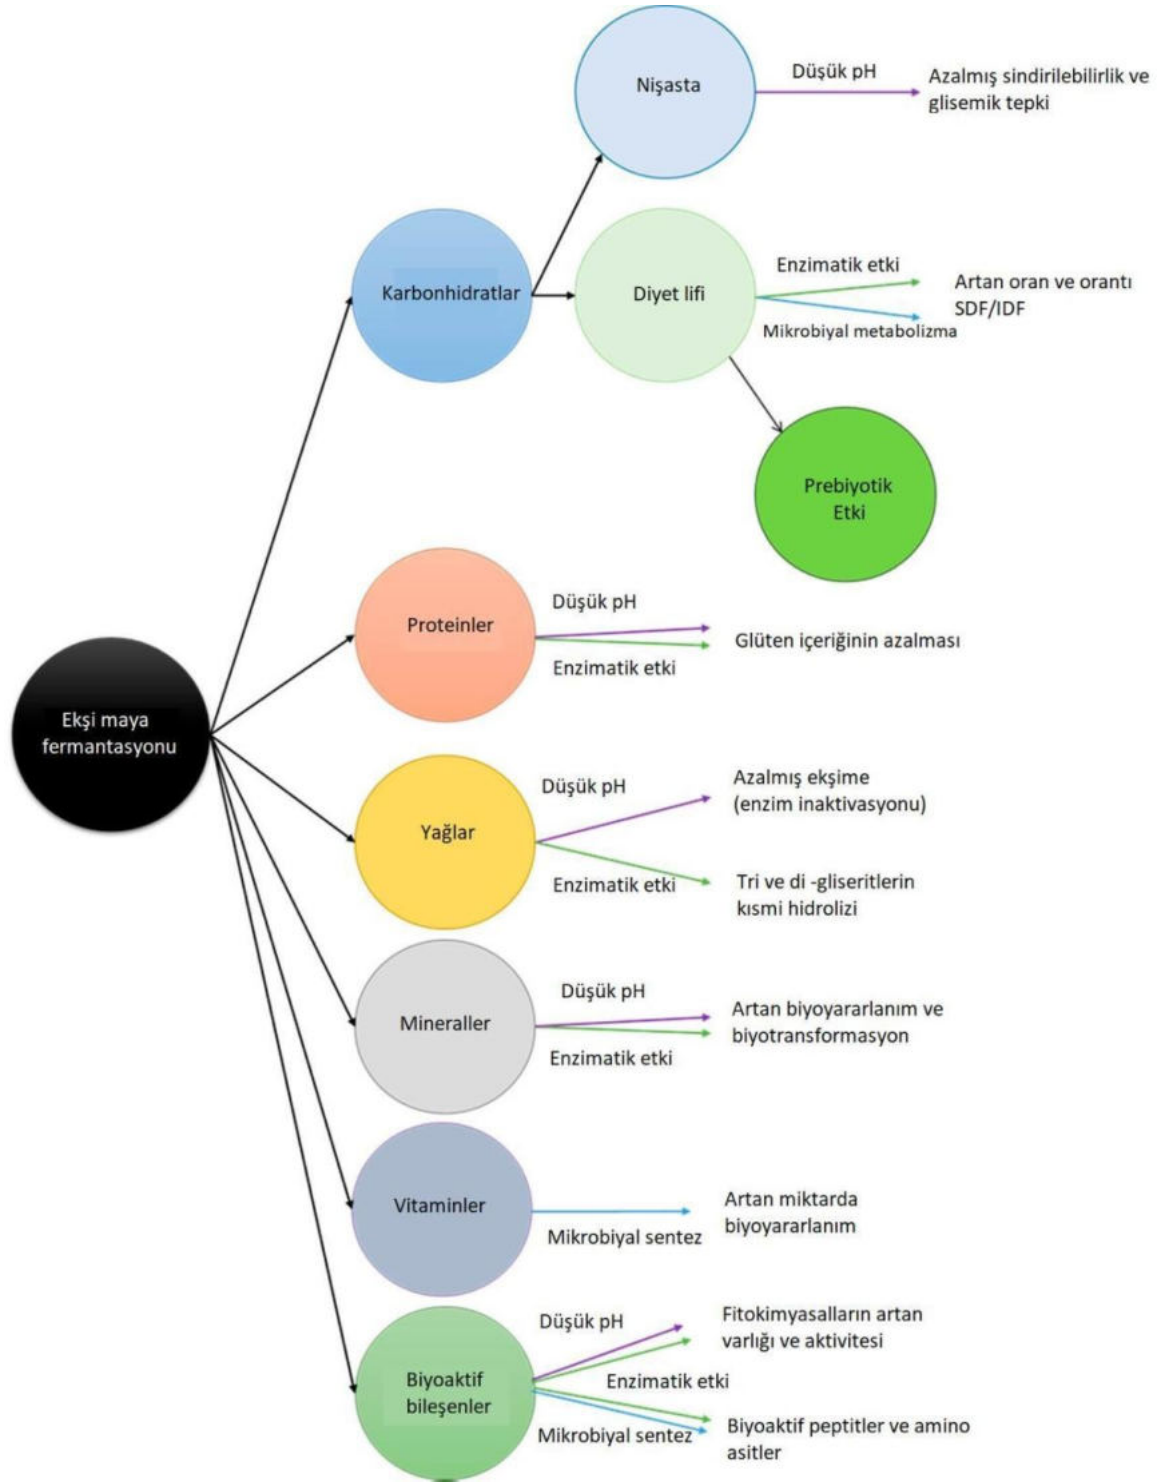 Nişasta
Düşük pH
Azalmış sindirilebilirlik ve
glisemik tepki
Karbonhidratlar
Diyet lifi
Enzimatik etki
Mikrobiyal metabolizma
Artan oran ve orantı
SDF/IDF
Prebiyotik
Etki
Ekşi maya
fermantasyonu
Proteinler
Düşük pH
Enzimatik etki
Glüten içeriğinin azalması
Yağlar
Düşük pH
Azalmış ekşime
(enzim inaktivasyonu)
Enzimatik etki
Tri ve di -gliseritlerin
kısmi hidrolizi
Mineraller
Düşük pH
Enzimatik etki
Artan biyoyararlanım ve
biyotransformasyon
Vitaminler
Mikrobiyal sentez
Artan miktarda
biyoyararlanım
Biyoaktif
bileşenler
Düşük pH
Fitokimyasalların artan
varlığı ve aktivitesi
Enzimatik etki
Mikrobiyal sentez
Biyoaktif peptitler ve amino
asitler